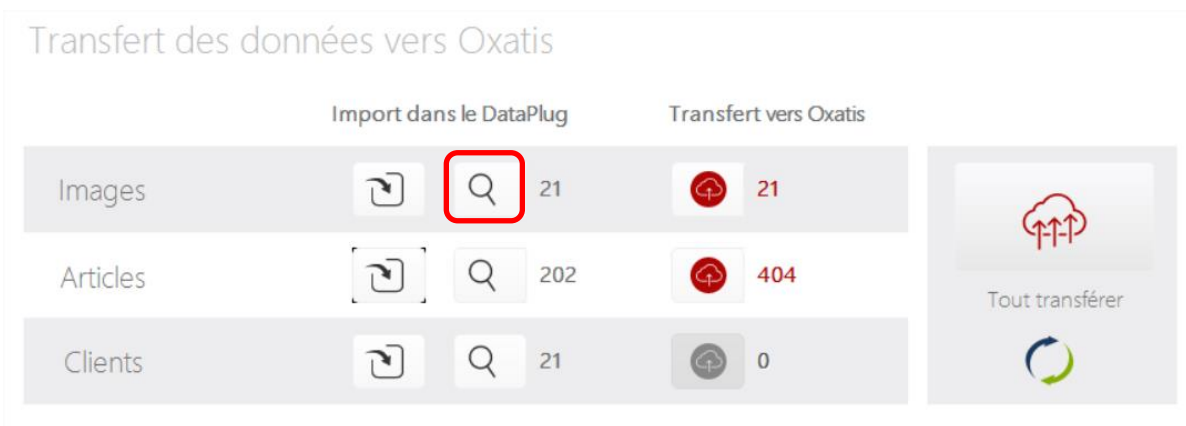 Transfert des données vers Oxatis
Import dans le DataPlug Transfert vers Oxatis
Images 21 21
Articles 202 404
Clients 21 0
Tout transférer